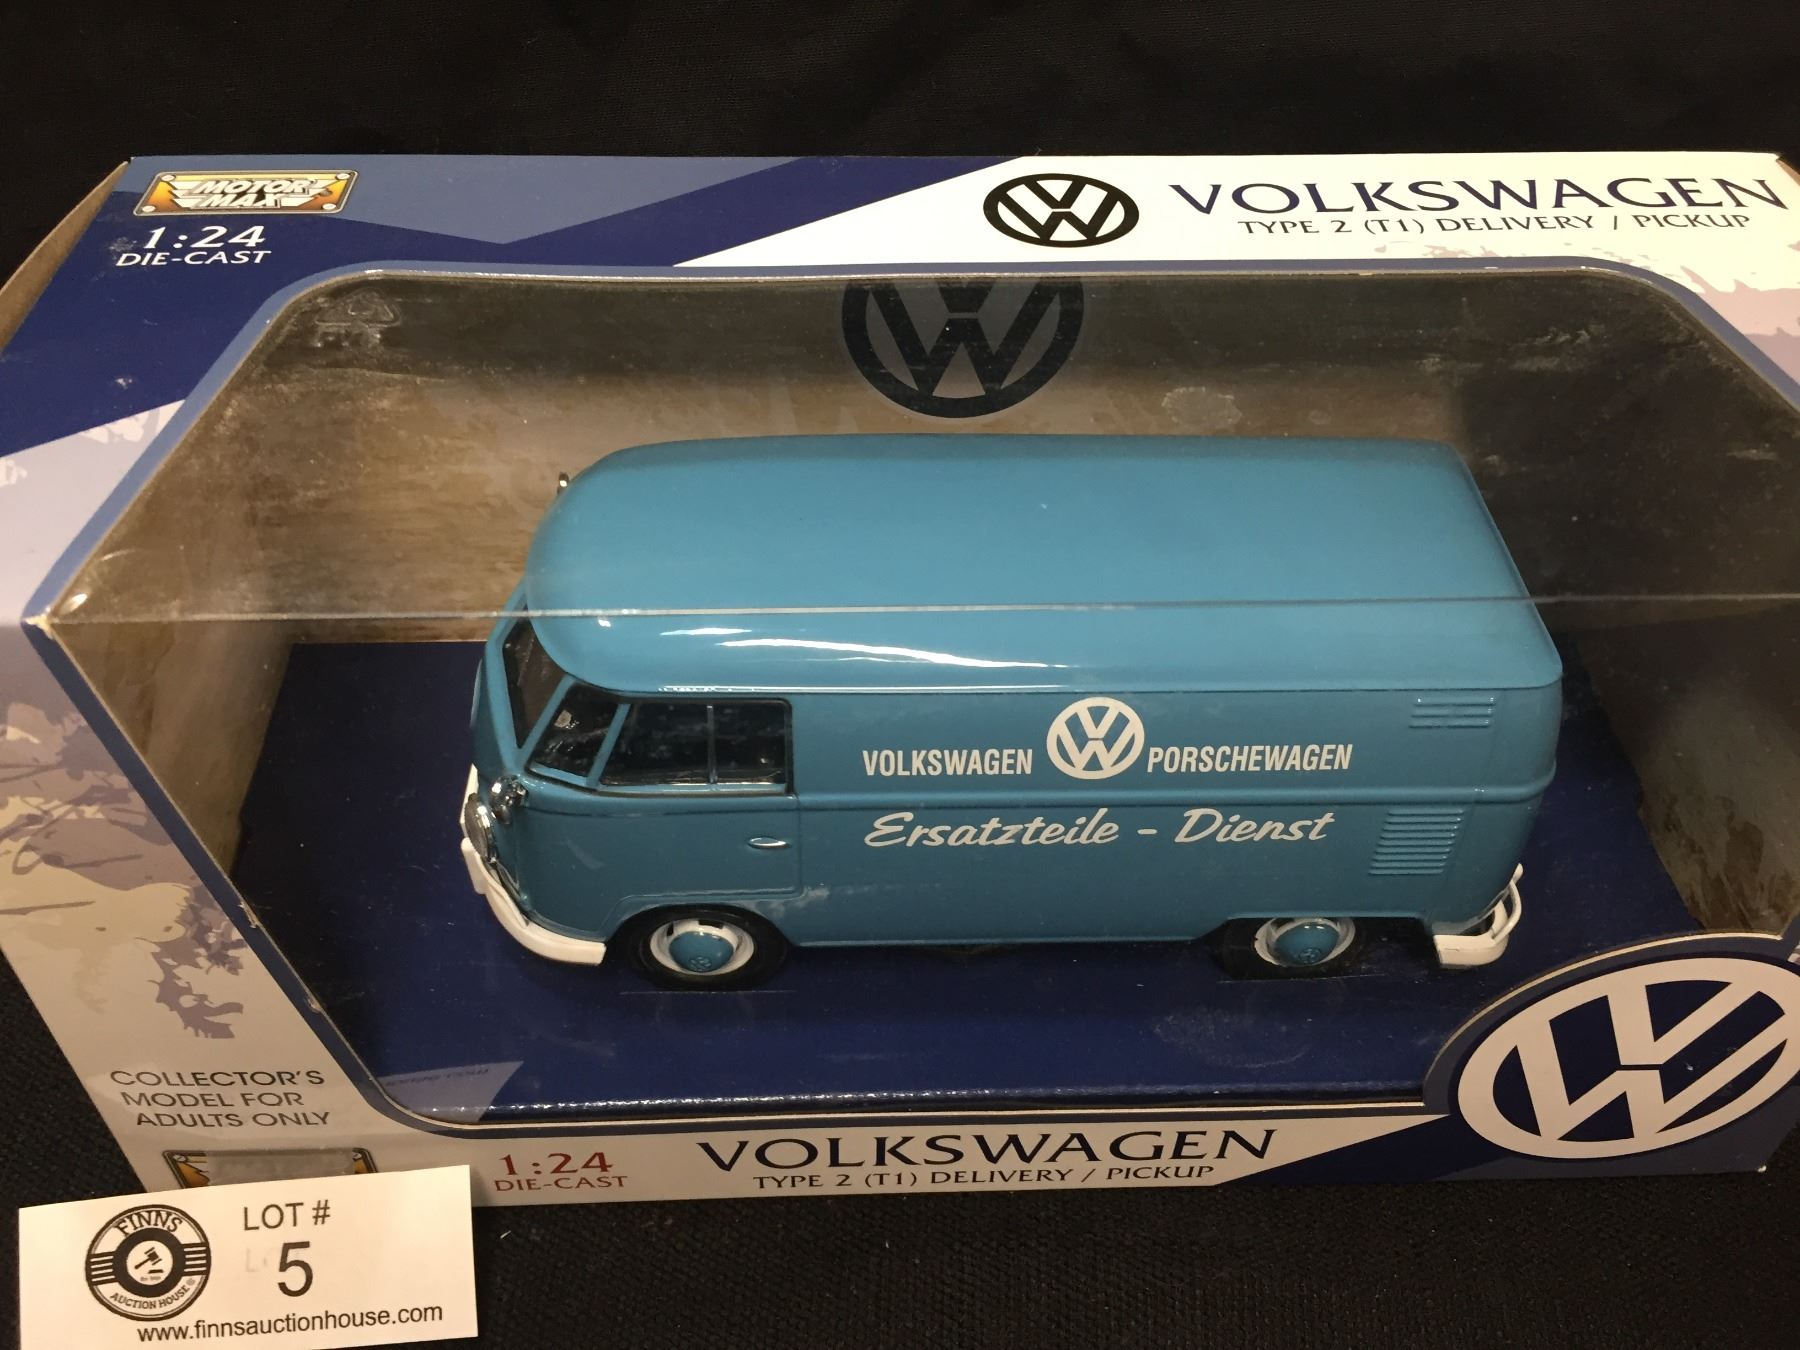 MOTOR
MAX
1:24
DIE-CAST
VOLKSWAGEN
TYPE 2 (T1) DELIVERY / PICKUP
VOLKSWAGEN PORSCHEWAGEN
Ersatzteile - Dienst
COLLECTOR'S
MODEL FOR
ADULTS ONLY
1:24
DIE-CAST
VOLKSWAGEN
TYPE 2 (T1) DELIVERY / PICKUP
FINNS
AUCTION HOUSE
LOT #
5
www.finnsauctionhouse.com